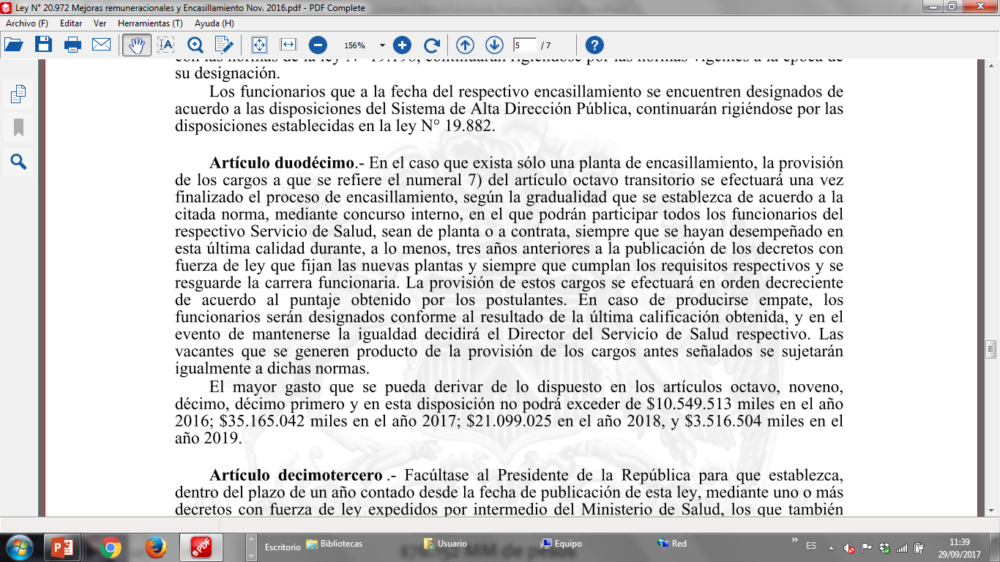 Ley N° 20.972 Mejoras remuneracionales y Encasillamiento Nov. 2016.pdf - PDF Complete
Archivo (F) Editar Ver Herramientas (T) Ayuda (H)
156% 5 / 7
con las normas de la ley N° 19.198, continuarán rigiéndose por las normas vigentes a la época de
su designación.
Los funcionarios que a la fecha del respectivo encasillamiento se encuentren designados de
acuerdo a las disposiciones del Sistema de Alta Dirección Pública, continuarán rigiéndose por las
disposiciones establecidas en la ley N° 19.882.
Artículo duodécimo.- En el caso que exista sólo una planta de encasillamiento, la provisión
de los cargos a que se refiere el numeral 7) del artículo octavo transitorio se efectuará una vez
finalizado el proceso de encasillamiento, según la gradualidad que se establezca de acuerdo a la
citada norma, mediante concurso interno, en el que podrán participar todos los funcionarios del
respectivo Servicio de Salud, sean de planta o a contrata, siempre que se hayan desempeñado en
esta última calidad durante, a lo menos, tres años anteriores a la publicación de los decretos con
fuerza de ley que fijan las nuevas plantas y siempre que cumplan los requisitos respectivos y se
resguarde la carrera funcionaria. La provisión de estos cargos se efectuará en orden decreciente
de acuerdo al puntaje obtenido por los postulantes. En caso de producirse empate, los
funcionarios serán designados conforme al resultado de la última calificación obtenida, y en el
evento de mantenerse la igualdad decidirá el Director del Servicio de Salud respectivo. Las
vacantes que se generen producto de la provisión de los cargos antes señalados se sujetarán
igualmente a dichas normas.
El mayor gasto que se pueda derivar de lo dispuesto en los artículos octavo, noveno,
décimo, décimo primero y en esta disposición no podrá exceder de $10.549.513 miles en el año
2016; $35.165.042 miles en el año 2017; $21.099.025 en el año 2018, y $3.516.504 miles en el
año 2019.
Artículo decimotercero .- Facúltase al Presidente de la República para que establezca,
dentro del plazo de un año contado desde la fecha de publicación de esta ley, mediante uno o más
decretos con fuerza de ley expedidos por intermedio del Ministerio de Salud, los que también
Escritorio Bibliotecas Usuario Equipo Red » ES 11:39
29/09/2017